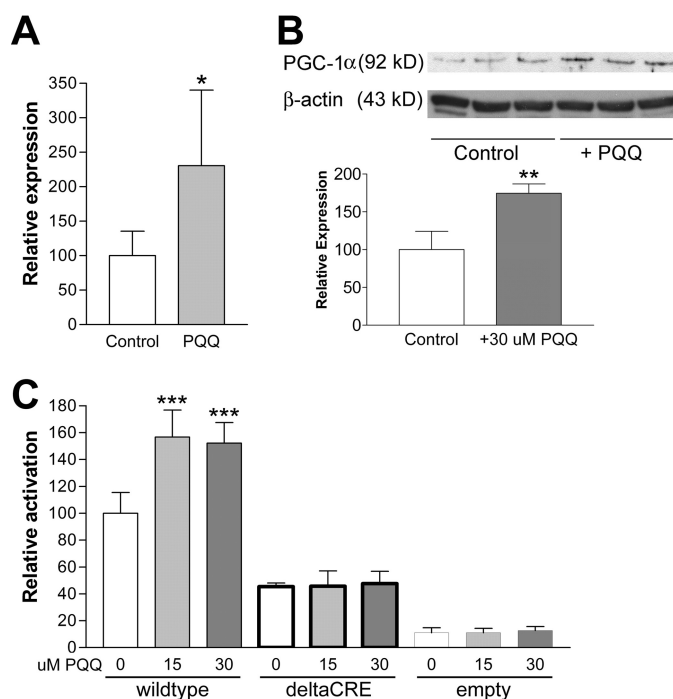 A
Relative expression
350
300
250
200
150
100
50
0
*
Control PQQ
B
PGC-1α (92 kD)
β-actin (43 kD)
Control + PQQ
Relative Expression
200
150
100
50
0
**
Control +30 uM PQQ
C
Relative activation
180
160
140
120
100
80
60
40
20
0
*** ***
uM PQQ 0 15 30 0 15 30 0 15 30
wildtype deltaCRE empty